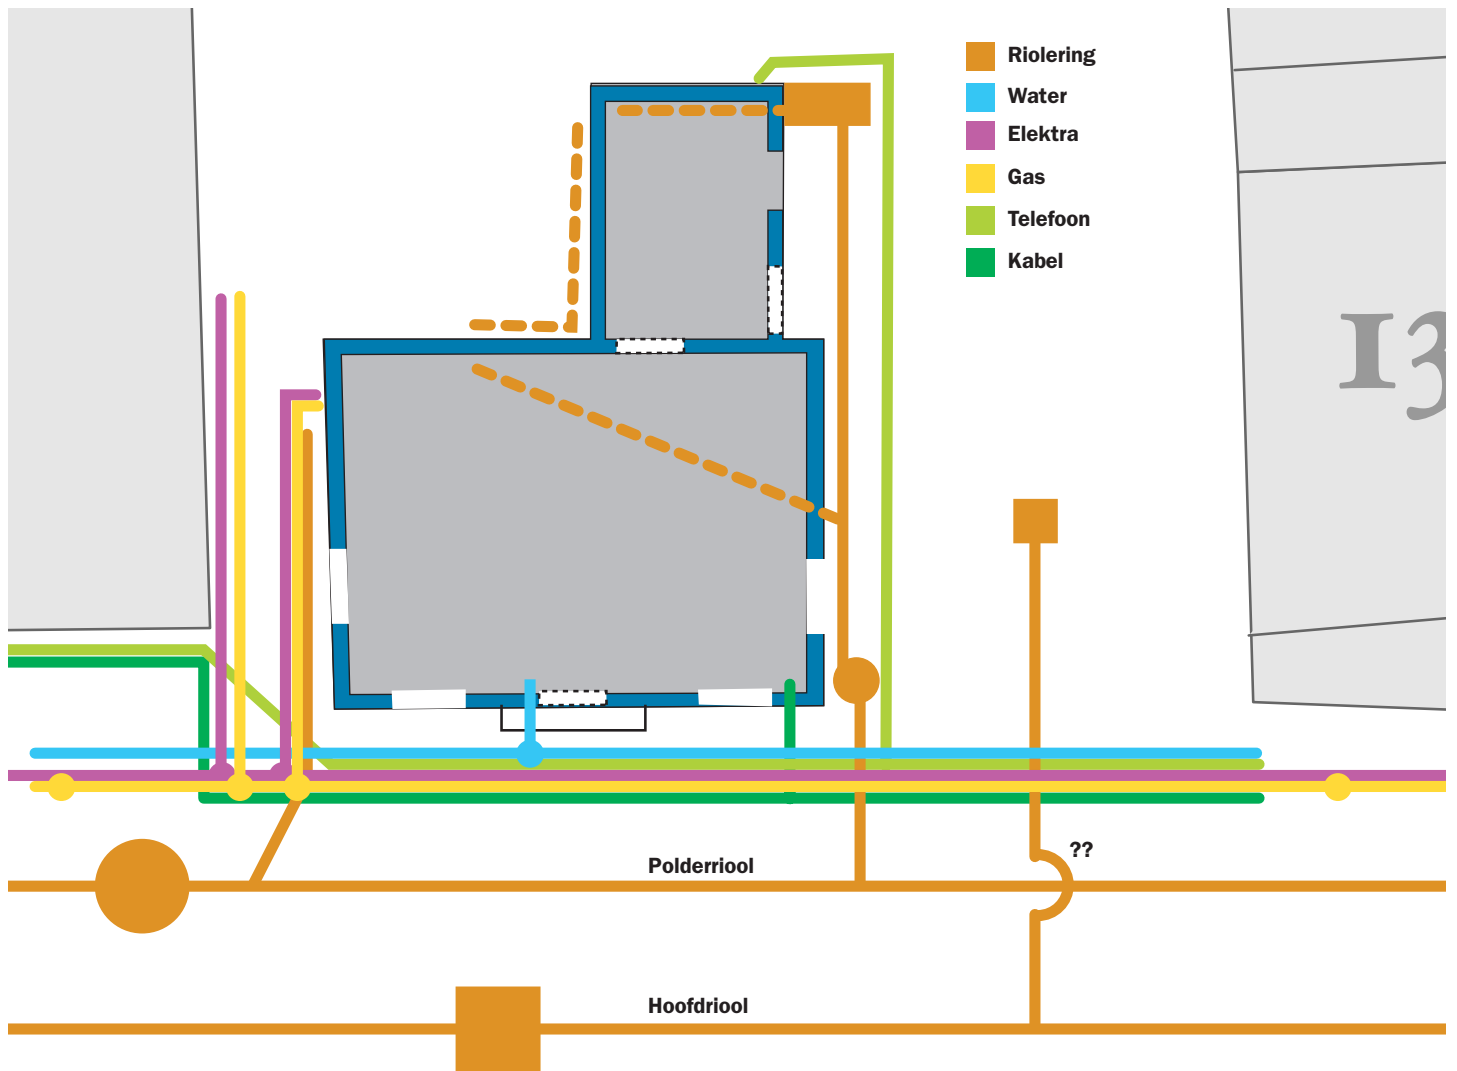 Riolering
Water
Elektra
Gas
Telefoon
Kabel
13
??
Polderriool
Hoofdriool